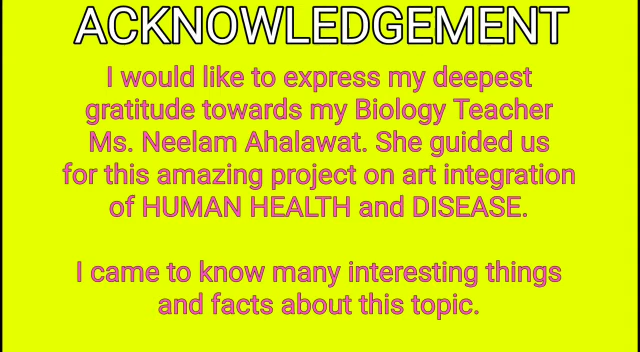 ACKNOWLEDGEMENT
I would like to express my deepest
gratitude towards my Biology Teacher
Ms. Neelam Ahalawat. She guided us
for this amazing project on art integration
of HUMAN HEALTH and DISEASE.
I came to know many interesting things
and facts about this topic.